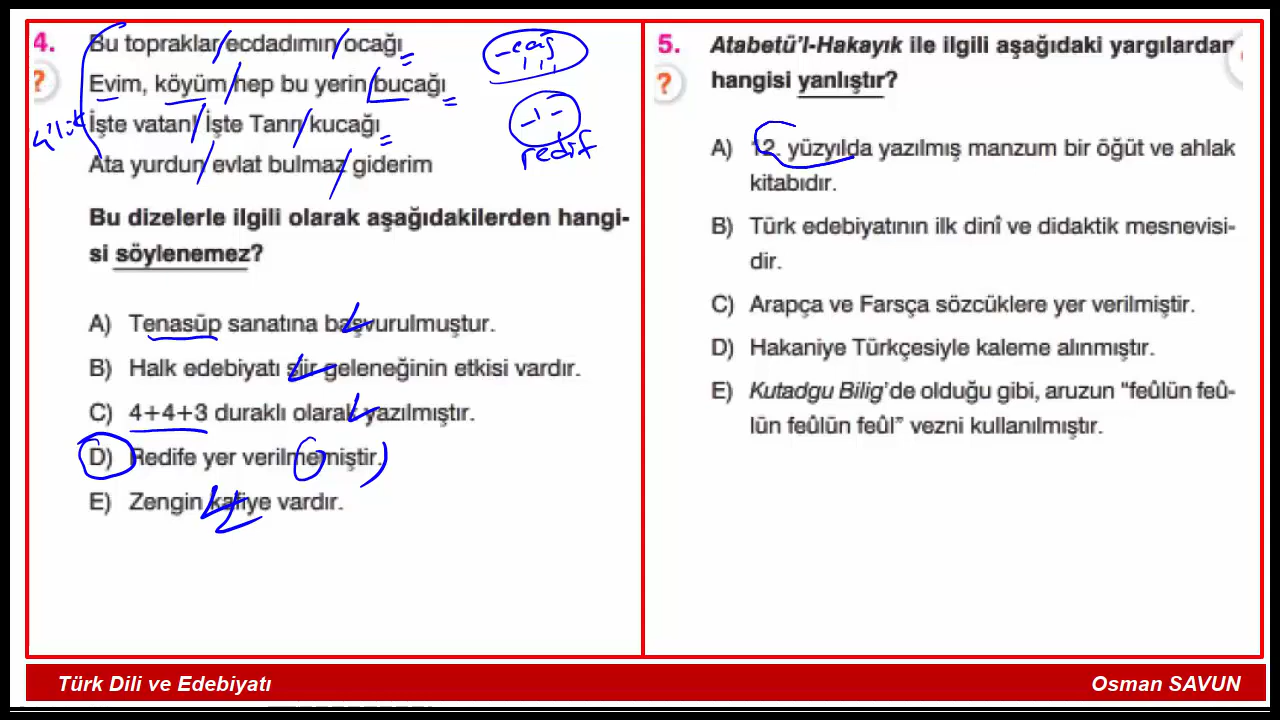 4.
?
Bu topraklar/ecdadımın/ocağı
Evim, köyüm/hep bu yerin/bucağı
İşte vatan!/İşte Tanrı/kucağı
Ata yurdun/evlat bulmaz/giderim
4'lük
-cağ
-ı-
redif
Bu dizelerle ilgili olarak aşağıdakilerden hangi-
si söylenemez?
A) Tenasüp sanatına başvurulmuştur.
B) Halk edebiyatı şiir geleneğinin etkisi vardır.
C) 4+4+3 duraklı olarak yazılmıştır.
D) Redife yer verilmemiştir.
E) Zengin kafiye vardır.
5.
?
Atabetü’l-Hakayık ile ilgili aşağıdaki yargılardan
hangisi yanlıştır?
A) 12. yüzyılda yazılmış manzum bir öğüt ve ahlak
kitabıdır.
B) Türk edebiyatının ilk dinî ve didaktik mesnevisi-
dir.
C) Arapça ve Farsça sözcüklere yer verilmiştir.
D) Hakaniye Türkçesiyle kaleme alınmıştır.
E) Kutadgu Bilig’de olduğu gibi, aruzun “feûlün feû-
lün feûlün feûl” vezni kullanılmıştır.
Türk Dili ve Edebiyatı
Osman SAVUN